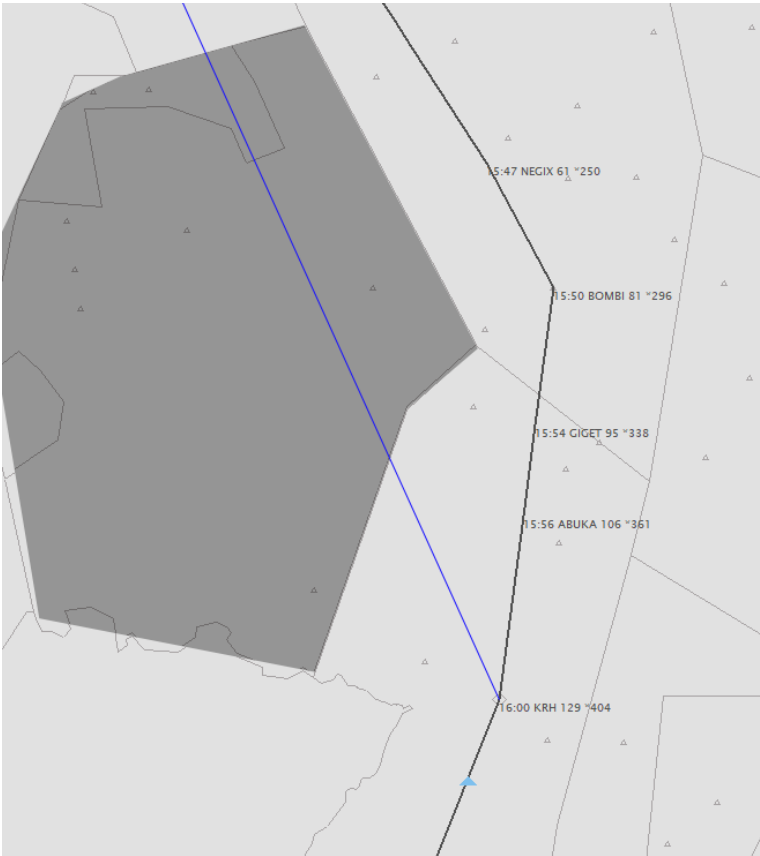 15:47 NEGIX 61 "250
15:50 BOMBI 81 "296
15:54 GIGET 95 "338
15:56 ABUKA 106 "361
16:00 KRH 129 "404